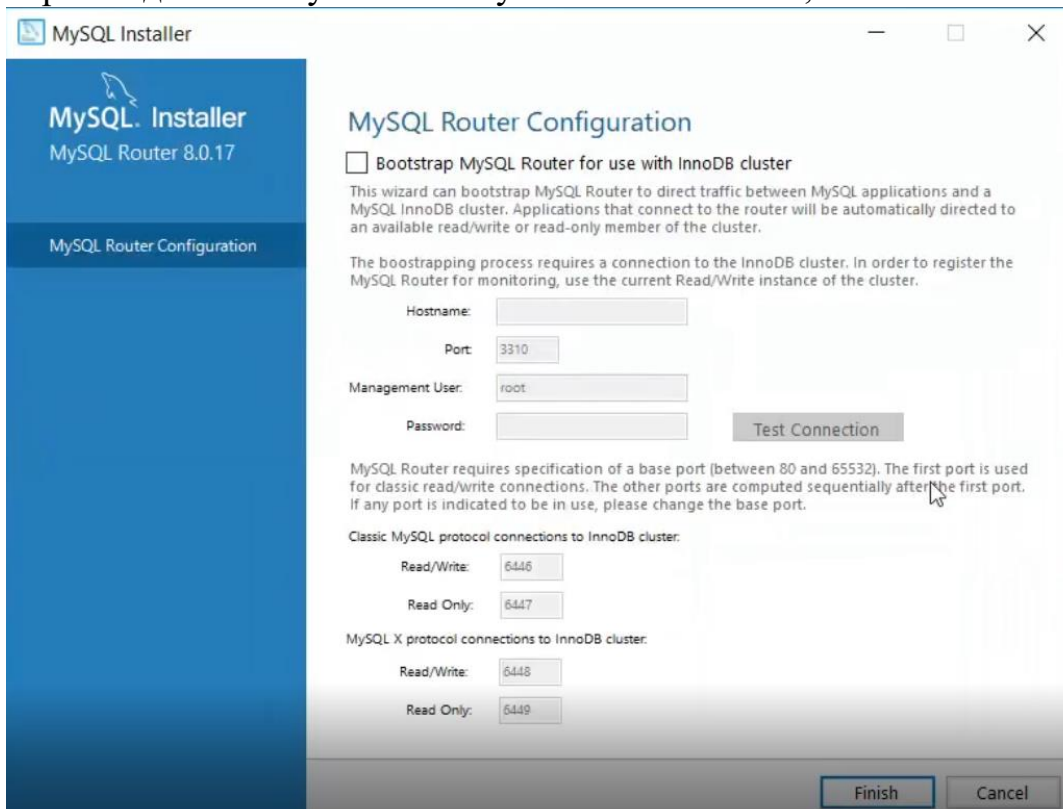 MySQL Installer
MySQL. Installer
MySQL Router 8.0.17
MySQL Router Configuration
MySQL Router Configuration
Bootstrap MySQL Router for use with InnoDB cluster
This wizard can bootstrap MySQL Router to direct traffic between MySQL applications and a
MySQL InnoDB cluster. Applications that connect to the router will be automatically directed to
an available read/write or read-only member of the cluster.
The boostrapping process requires a connection to the InnoDB cluster. In order to register the
MySQL Router for monitoring, use the current Read/Write instance of the cluster.
Hostname:
Port: 3310
Management User: root
Password:
Test Connection
MySQL Router requires specification of a base port (between 80 and 65532). The first port is used
for classic read/write connections. The other ports are computed sequentially after the first port.
If any port is indicated to be in use, please change the base port.
Classic MySQL protocol connections to InnoDB cluster:
Read/Write: 6446
Read Only: 6447
MySQL X protocol connections to InnoDB cluster:
Read/Write: 6448
Read Only: 6449
Finish Cancel